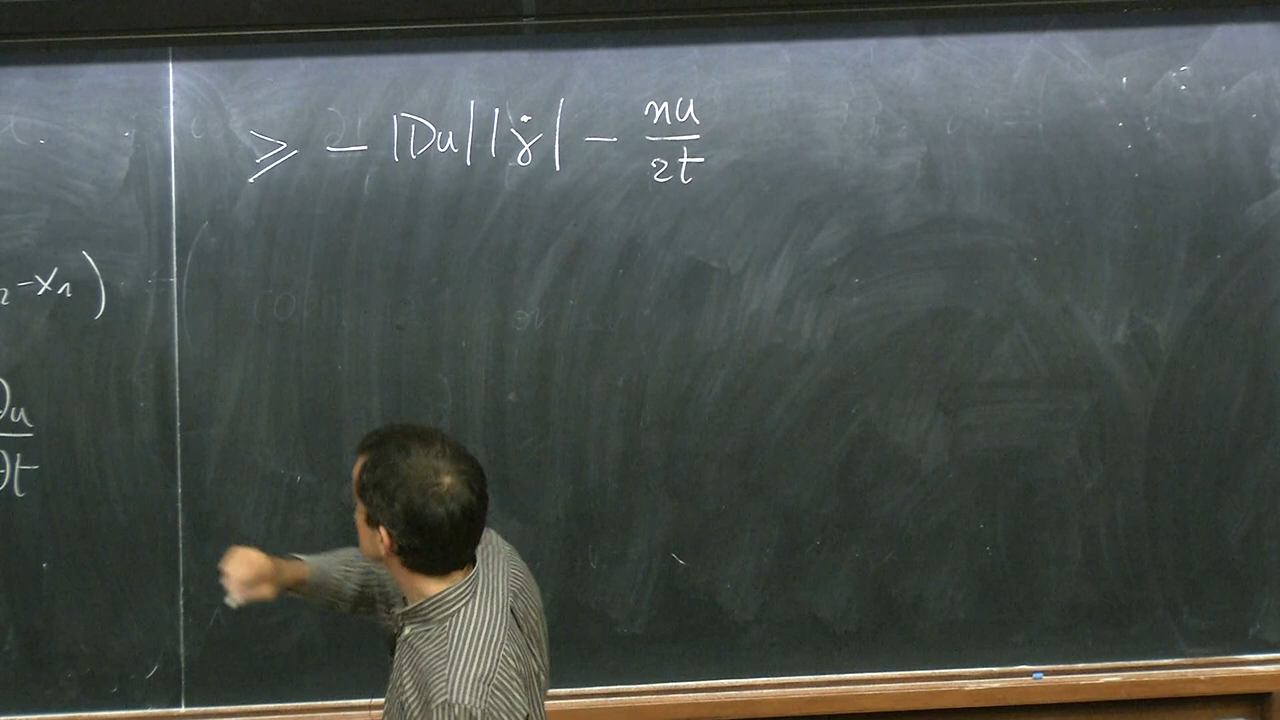 ≥ - |Du| |γ̇| - nu/2t
-x₁)
∂u/∂t